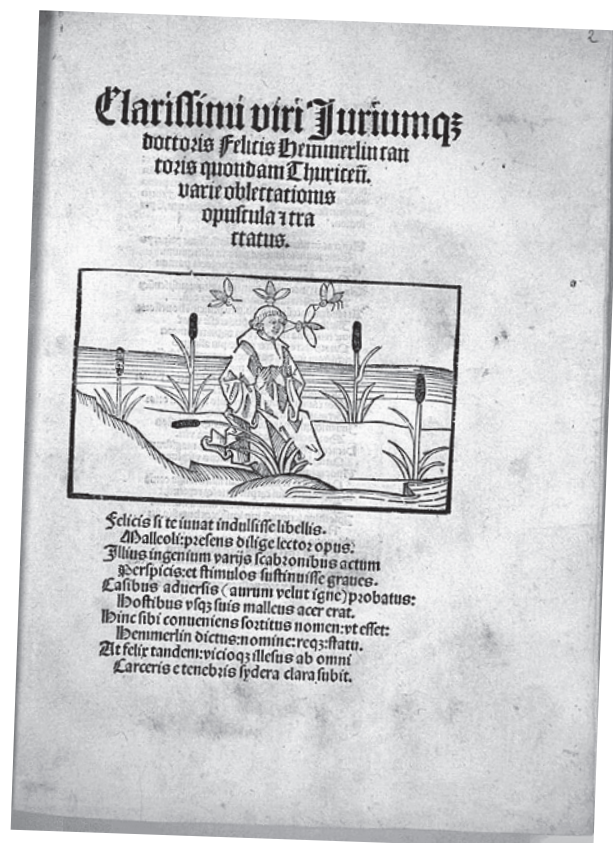 2
Clarissimi viri Juriumqꝫ
doctoris Felicis Hemmerlin can
toris quondam Thuriceñ.
varie oblectationis
opuscula ⁊ tra
ctatus.
Felicis si te iuuat indulsisse libellis.
Malleoli: presens dilige lector opus.
Illius ingenium varijs scabronibus actum
Perspicis: et stimulos sustinuisse graues.
Casibus aduersis (aurum velut igne) probatus:
Hostibus vsqꝫ suis malleus acer erat.
Hinc sibi conueniens sortitus nomen: vt esset:
Hemmerlin dictus: nomine: reqꝫ: statu.
At felix tandem: vicioqꝫ illesus ab omni
Carceris e tenebris sydera clara subit.